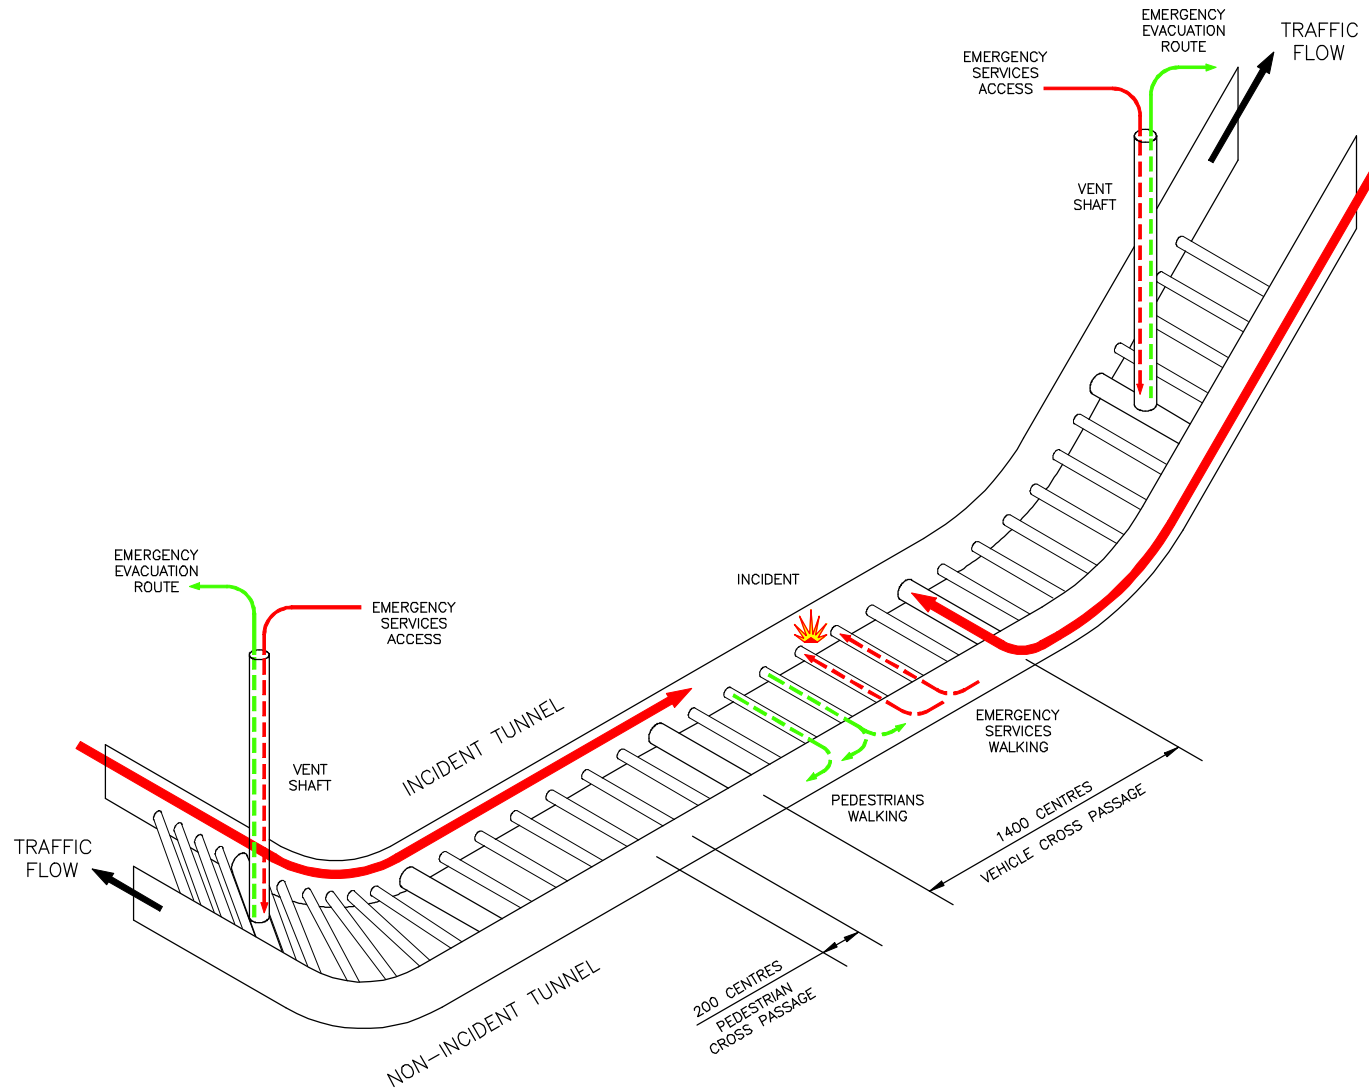 EMERGENCY
EVACUATION
ROUTE
TRAFFIC
FLOW
EMERGENCY
SERVICES
ACCESS
VENT
SHAFT
EMERGENCY
EVACUATION
ROUTE
EMERGENCY
SERVICES
ACCESS
INCIDENT
INCIDENT TUNNEL
VENT
SHAFT
TRAFFIC
FLOW
EMERGENCY
SERVICES
WALKING
PEDESTRIANS
WALKING
1400 CENTRES
VEHICLE CROSS PASSAGE
200 CENTRES
PEDESTRIAN
CROSS PASSAGE
NON-INCIDENT TUNNEL